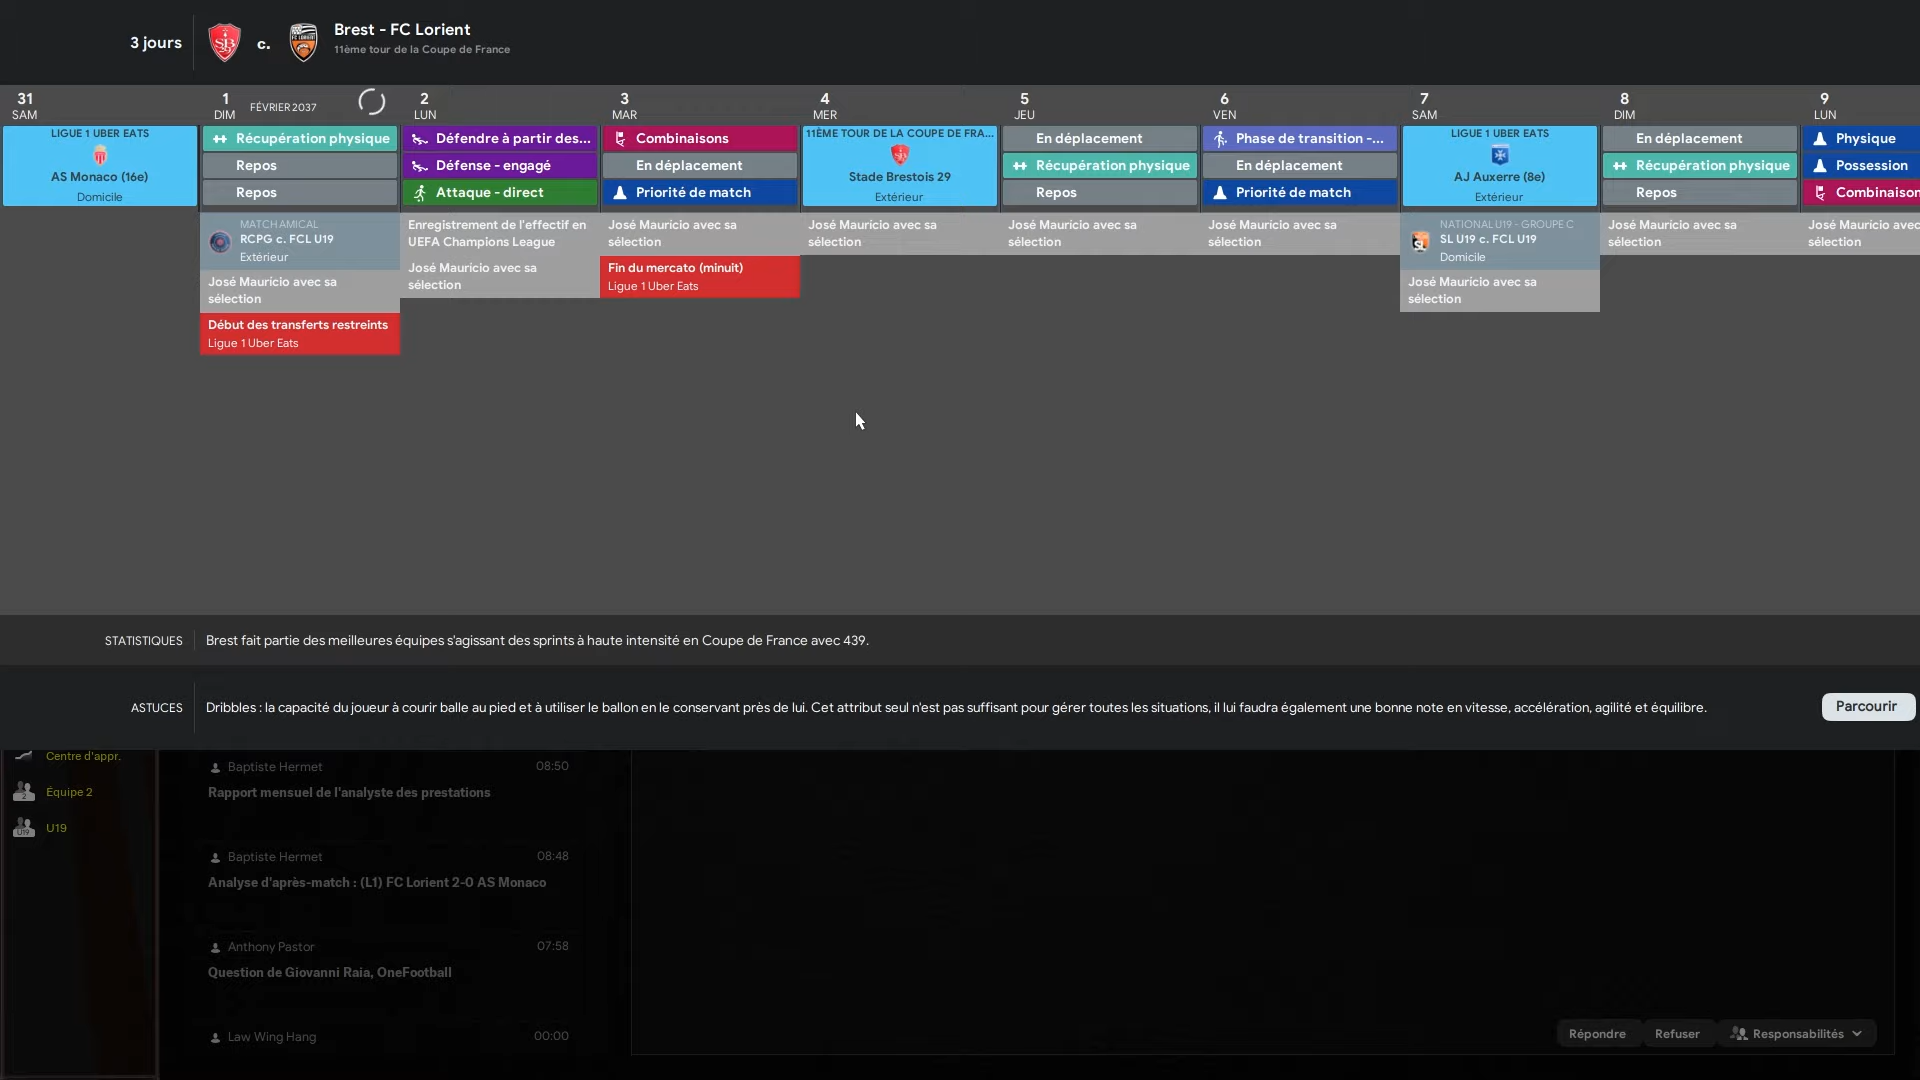 3 jours
c.
Brest - FC Lorient
11ème tour de la Coupe de France
31
SAM
1
DIM
FÉVRIER 2037
2
LUN
3
MAR
4
MER
5
JEU
6
VEN
7
SAM
8
DIM
9
LUN
LIGUE 1 UBER EATS
AS Monaco (16e)
Domicile
Récupération physique
Repos
Repos
MATCH AMICAL
RCPG c. FCL U19
Extérieur
José Mauricio avec sa
sélection
Début des transferts restreints
Ligue 1 Uber Eats
Défendre à partir des...
Défense - engagé
Attaque - direct
Enregistrement de l'effectif en
UEFA Champions League
José Mauricio avec sa
sélection
Combinaisons
En déplacement
Priorité de match
José Mauricio avec sa
sélection
Fin du mercato (minuit)
Ligue 1 Uber Eats
11ÈME TOUR DE LA COUPE DE FRA...
Stade Brestois 29
Extérieur
José Mauricio avec sa
sélection
En déplacement
Récupération physique
Repos
José Mauricio avec sa
sélection
Phase de transition -...
En déplacement
Priorité de match
José Mauricio avec sa
sélection
LIGUE 1 UBER EATS
AJ Auxerre (8e)
Extérieur
NATIONAL U19 - GROUPE C
SL U19 c. FCL U19
Domicile
José Mauricio avec sa
sélection
En déplacement
Récupération physique
Repos
José Mauricio avec sa
sélection
Physique
Possession
Combinaison
José Mauricio avec
sélection
STATISTIQUES
Brest fait partie des meilleures équipes s'agissant des sprints à haute intensité en Coupe de France avec 439.
ASTUCES
Dribbles : la capacité du joueur à courir balle au pied et à utiliser le ballon en le conservant près de lui. Cet attribut seul n'est pas suffisant pour gérer toutes les situations, il lui faudra également une bonne note en vitesse, accélération, agilité et équilibre.
Parcourir
Centre d'appr.
Équipe 2
U19
Baptiste Hermet
08:50
Rapport mensuel de l'analyste des prestations
Baptiste Hermet
08:48
Analyse d'après-match : (L1) FC Lorient 2-0 AS Monaco
Anthony Pastor
07:58
Question de Giovanni Raia, OneFootball
Law Wing Hang
00:00
Répondre
Refuser
Responsabilités